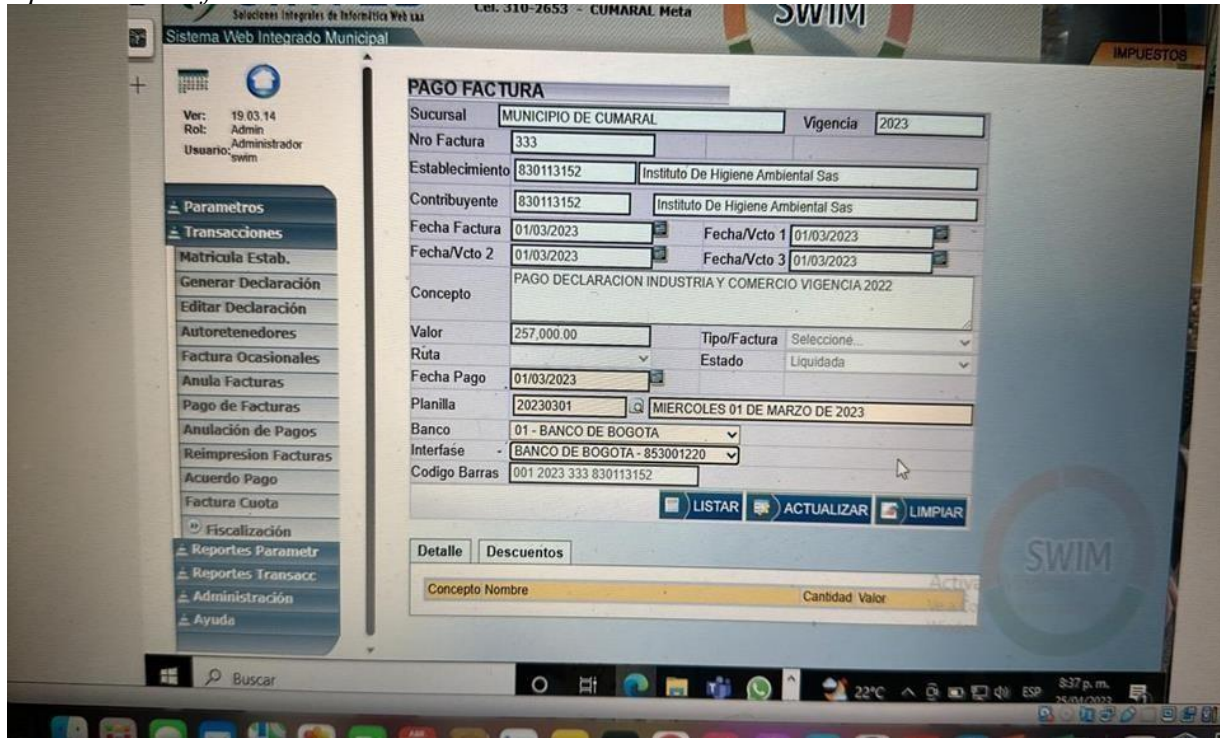 Soluciones Integrales de Informática Web sas
Cel. 310-2653 - CUMARAL Meta
SWIM
Sistema Web Integrado Municipal
IMPUESTOS
Ver: 19.03.14
Rol: Admin
Usuario: Administrador swim
Parametros
Transacciones
Matricula Estab.
Generar Declaración
Editar Declaración
Autoretenedores
Factura Ocasionales
Anula Facturas
Pago de Facturas
Anulación de Pagos
Reimpresion Facturas
Acuerdo Pago
Factura Cuota
Fiscalización
Reportes Parametr
Reportes Transacc
Administración
Ayuda
PAGO FACTURA
Sucursal MUNICIPIO DE CUMARAL Vigencia 2023
Nro Factura 333
Establecimiento 830113152 Instituto De Higiene Ambiental Sas
Contribuyente 830113152 Instituto De Higiene Ambiental Sas
Fecha Factura 01/03/2023 Fecha/Vcto 1 01/03/2023
Fecha/Vcto 2 01/03/2023 Fecha/Vcto 3 01/03/2023
Concepto PAGO DECLARACION INDUSTRIA Y COMERCIO VIGENCIA 2022
Valor 257,000.00 Tipo/Factura Seleccione...
Ruta Estado Liquidada
Fecha Pago 01/03/2023
Planilla 20230301 MIERCOLES 01 DE MARZO DE 2023
Banco 01 - BANCO DE BOGOTA
Interfase - BANCO DE BOGOTA - 853001220
Codigo Barras 001 2023 333 830113152
LISTAR ACTUALIZAR LIMPIAR
Detalle Descuentos
Concepto Nombre Cantidad Valor
SWIM
Buscar
22°C ESP 8:37 p. m.